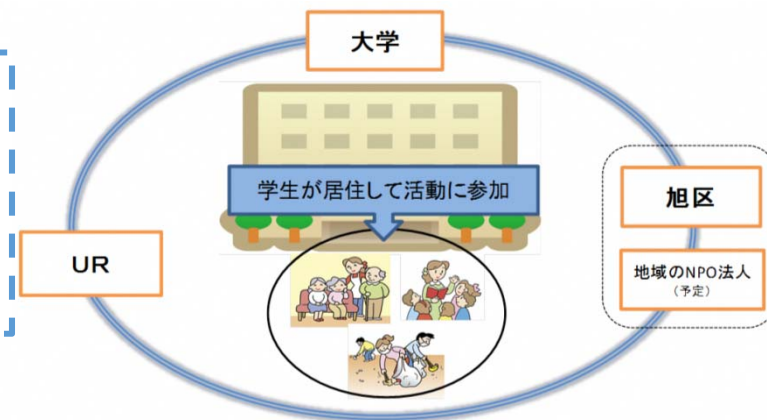 大学
学生が居住して活動に参加
旭区
UR
地域のNPO法人
(予定)